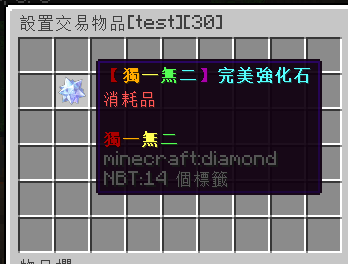 設置交易物品[test][30]
【獨一無二】完美強化石
消耗品
獨一無二
minecraft:diamond
NBT:14 個標籤